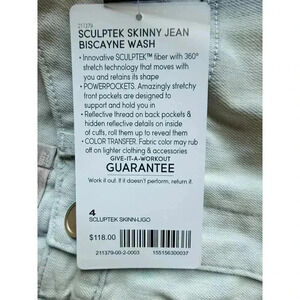 211379
SCULPTEK SKINNY JEAN
BISCAYNE WASH
• Innovative SCULPTEK™ fiber with 360°
stretch technology that moves with
you and retains its shape
• POWERPOCKETS. Amazingly stretchy
front pockets are designed to
support and hold you in
• Reflective thread on back pockets &
hidden reflective details on inside
of cuffs, roll them up to reveal them
• COLOR TRANSFER. Fabric color may rub
off on lighter clothing & accessories
GIVE-IT-A-WORKOUT
GUARANTEE
Work it out. If it doesn't perform, return it.
4
SCLUPTEK SKINN-LIGO
$118.00
211379-00-2-0003
155156300037